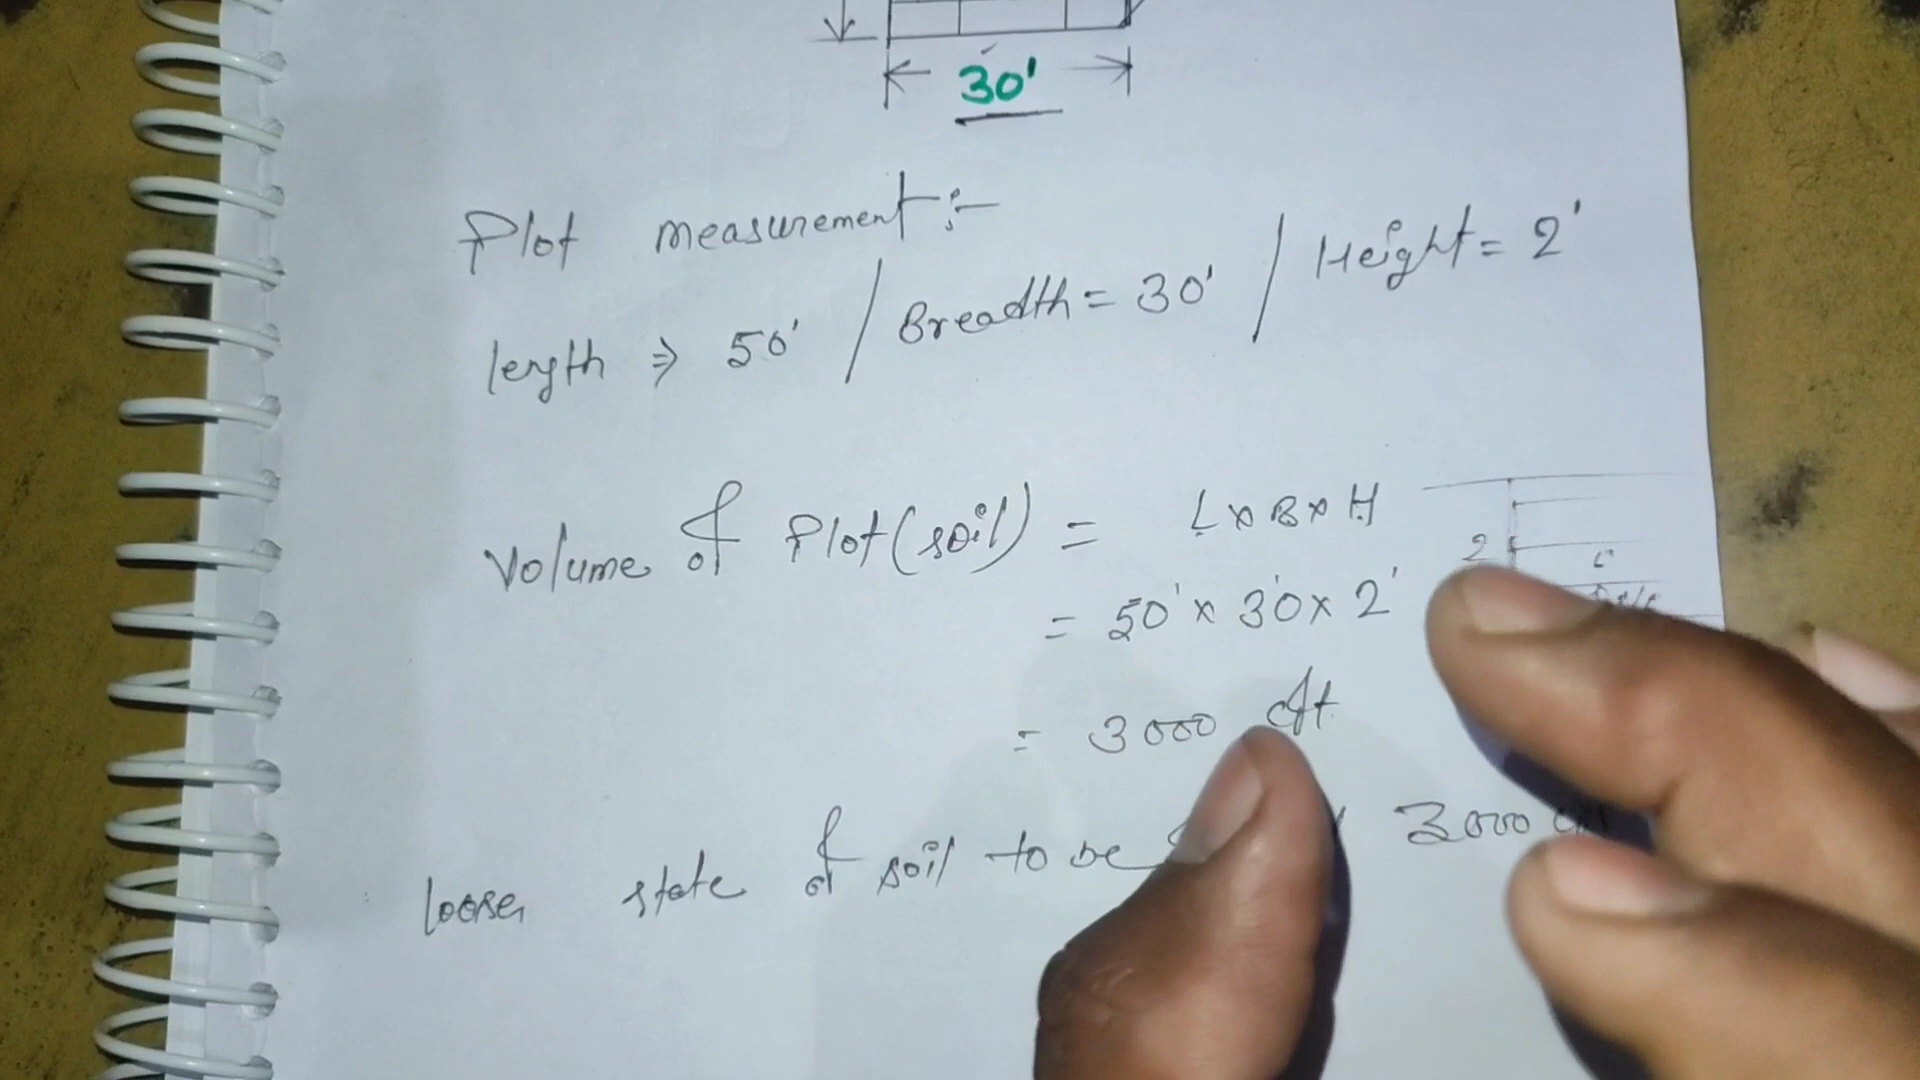 30'
Plot measurement:-
length ⇒ 50' / Breadth = 30' / Height = 2'
Volume of Plot (soil) = L x B x H
= 50' x 30' x 2'
2
= 3000 cft.
loose state of soil to be 3000